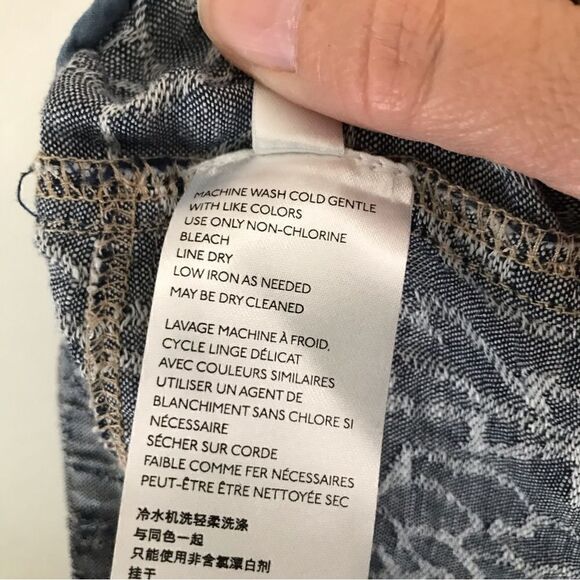 MACHINE WASH COLD GENTLE
WITH LIKE COLORS
USE ONLY NON-CHLORINE
BLEACH
LINE DRY
LOW IRON AS NEEDED
MAY BE DRY CLEANED
LAVAGE MACHINE À FROID,
CYCLE LINGE DÉLICAT
AVEC COULEURS SIMILAIRES
UTILISER UN AGENT DE
BLANCHIMENT SANS CHLORE SI
NÉCESSAIRE
SÉCHER SUR CORDE
FAIBLE COMME FER NÉCESSAIRES
PEUT-ÊTRE ÊTRE NETTOYÉE SEC
冷水机洗轻柔洗涤
与同色一起
只能使用非含氯漂白剂
挂干